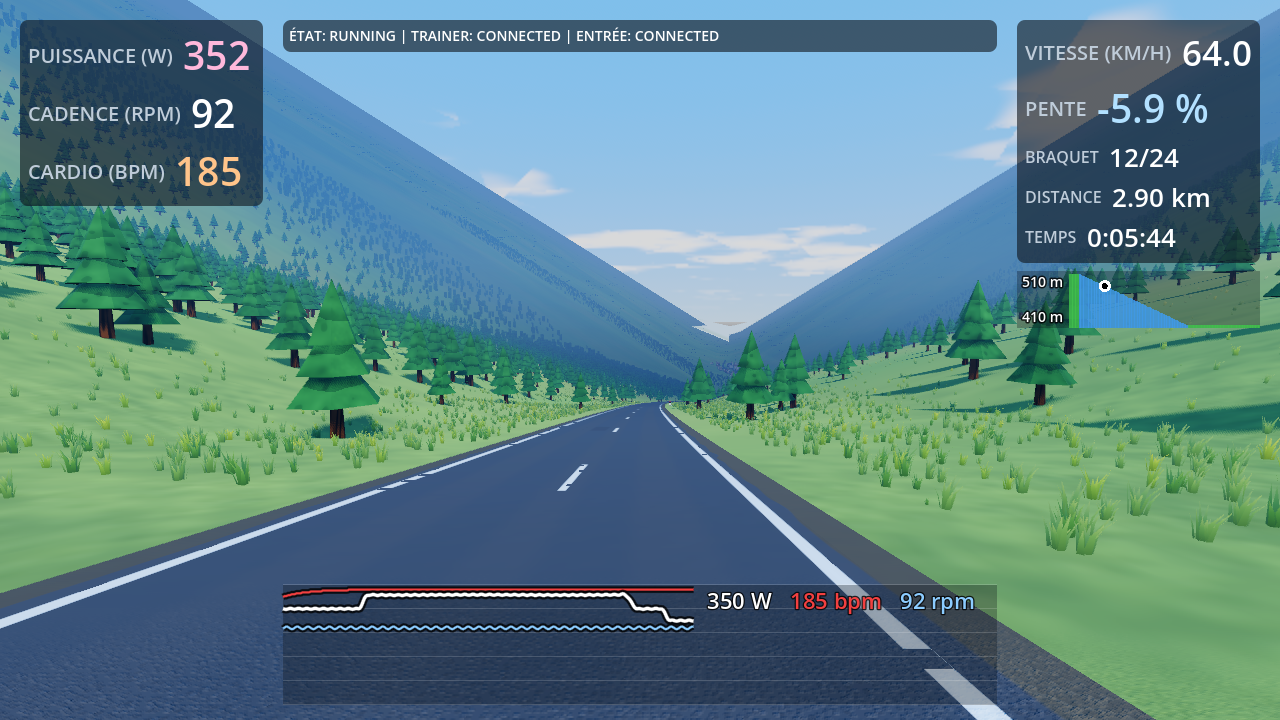 PUISSANCE (W) 352
CADENCE (RPM) 92
CARDIO (BPM) 185
ÉTAT: RUNNING | TRAINER: CONNECTED | ENTRÉE: CONNECTED
VITESSE (KM/H) 64.0
PENTE -5.9 %
BRAQUET 12/24
DISTANCE 2.90 km
TEMPS 0:05:44
510 m
410 m
350 W 185 bpm 92 rpm